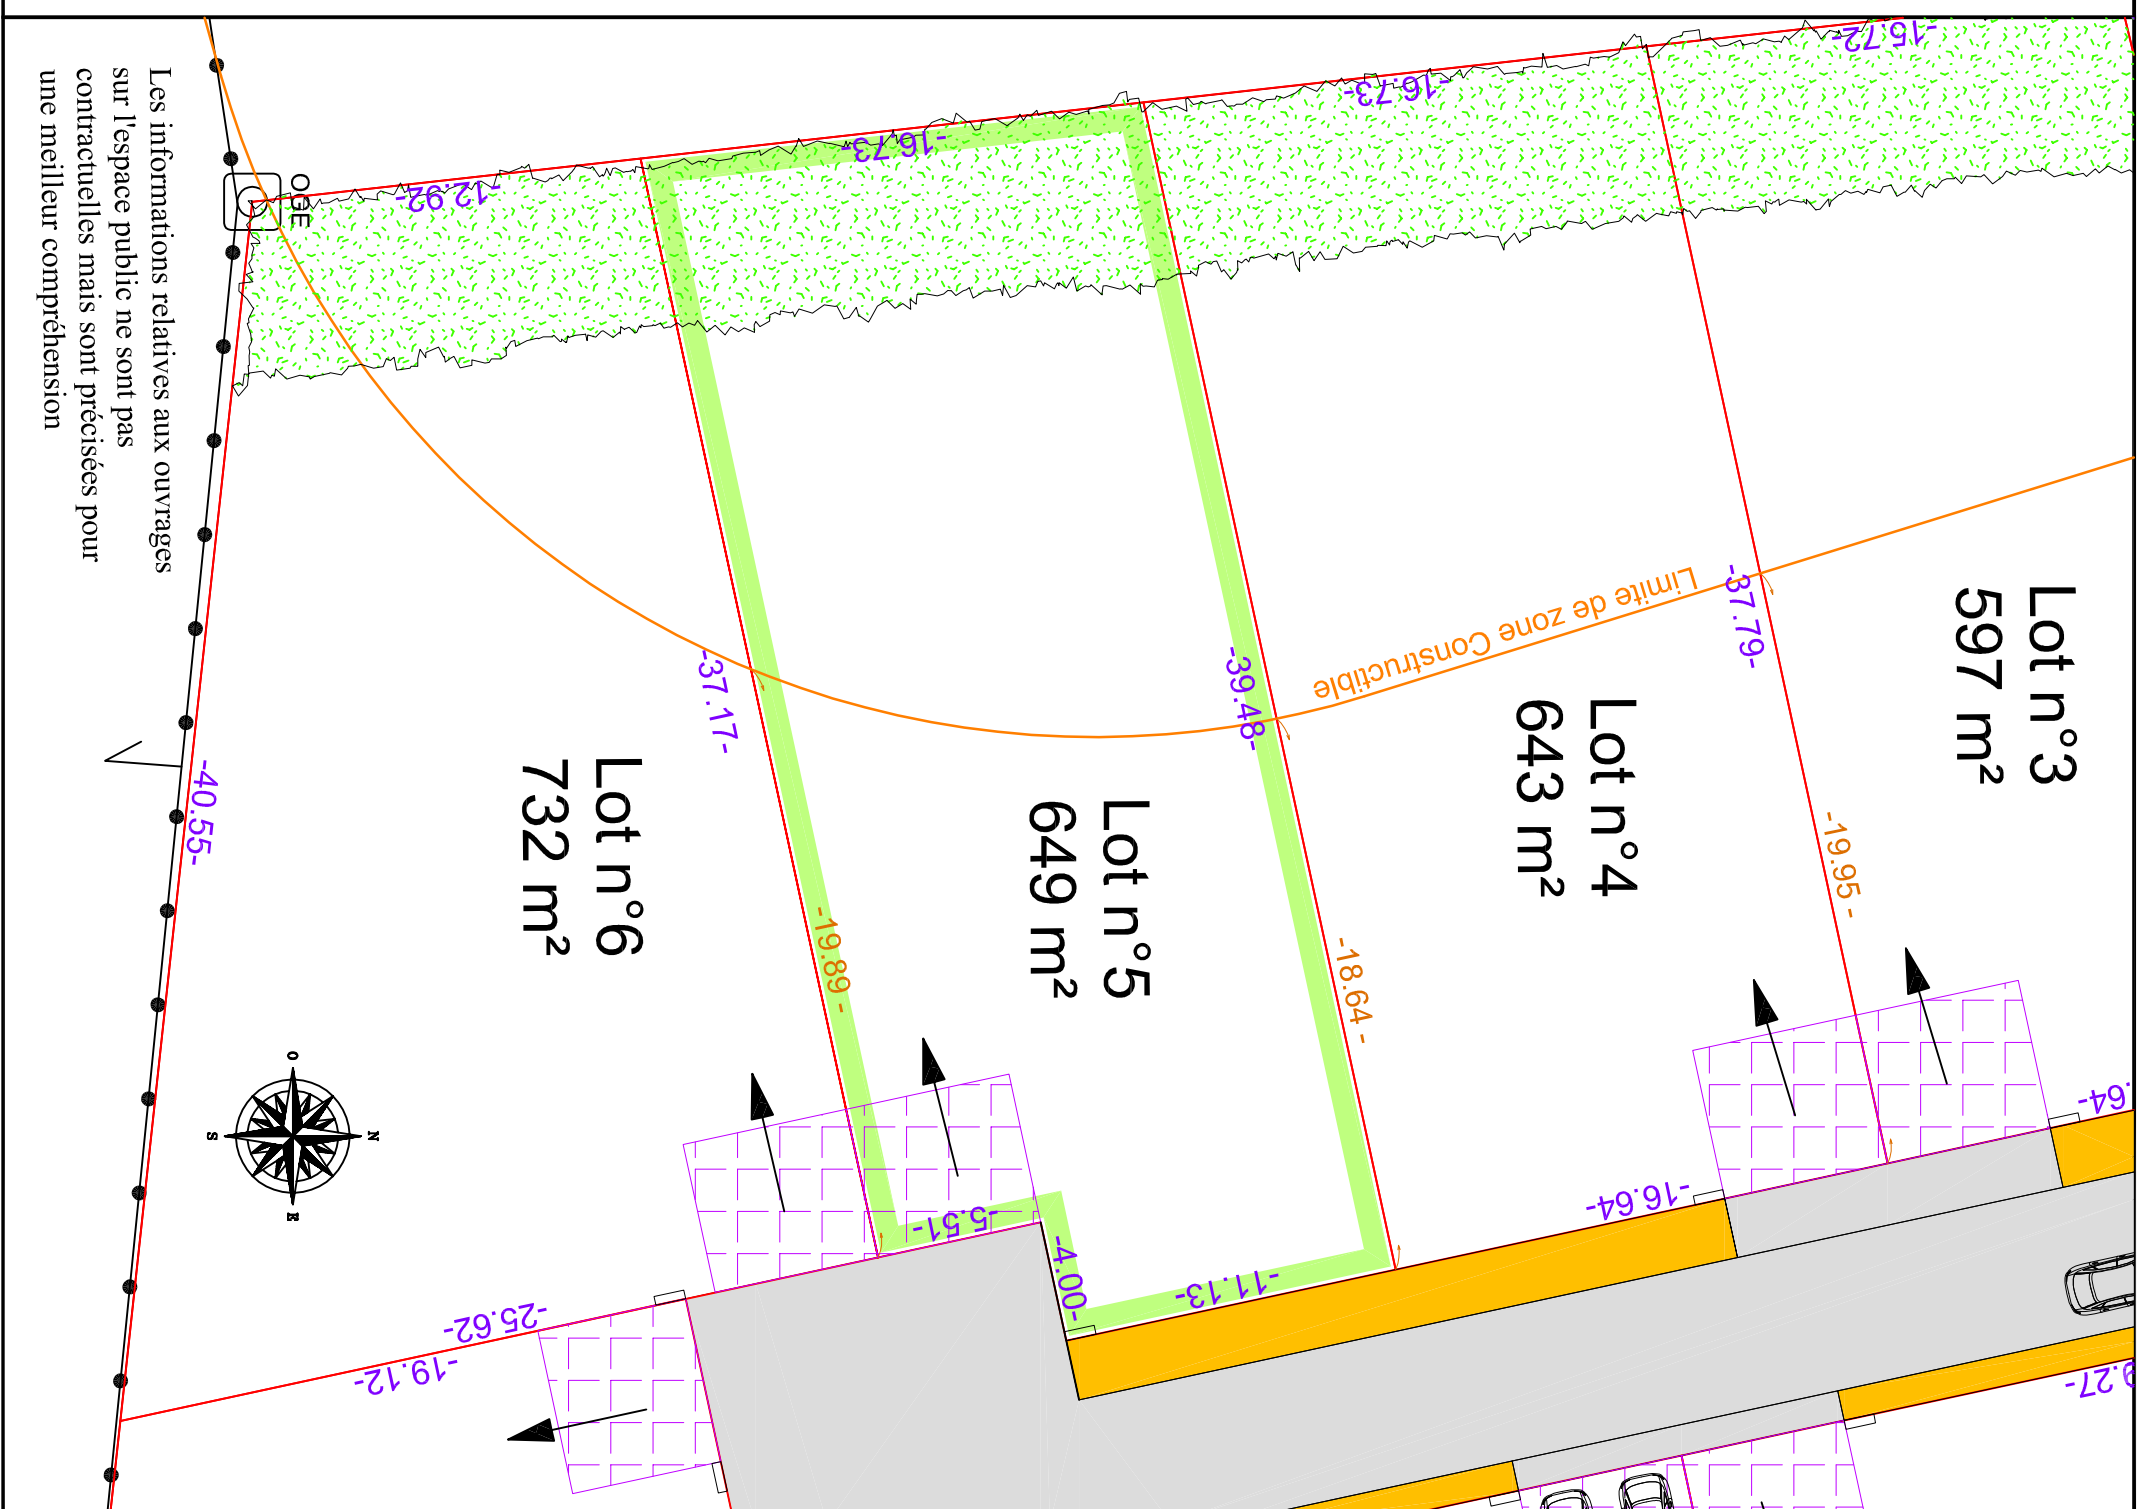 Les informations relatives aux ouvrages
sur l'espace public ne sont pas
contractuelles mais sont précisées pour
une meilleur compréhension
OGE
-12.92-
-16.73-
-16.73-
-15.72-
Lot n°3
597 m²
Lot n°4
643 m²
Lot n°5
649 m²
Lot n°6
732 m²
Limite de zone Constructible
-37.17-
-39.48-
-37.79-
-40.55-
-19.89 -
-18.64 -
-19.95 -
-5.51-
-4.00-
-11.13-
-16.64-
-25.62-
-19.12-
.64-
9.27-
O
N
S
E